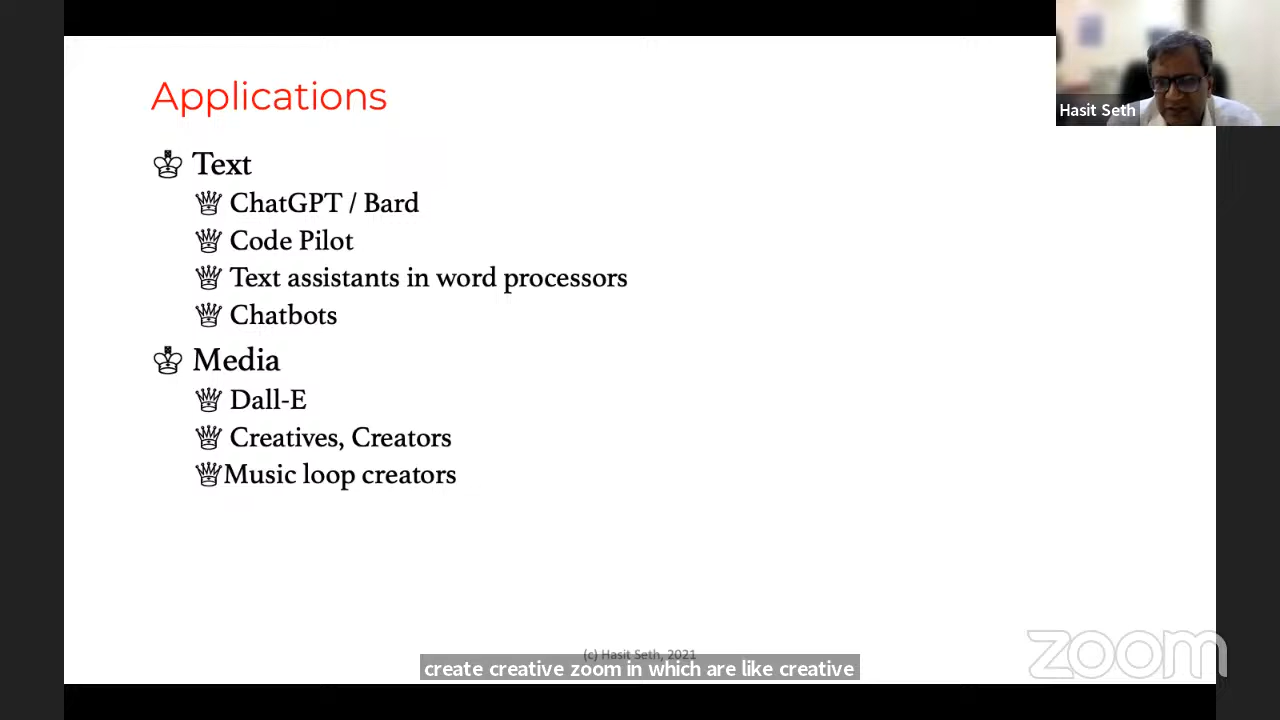 Applications
Hasit Seth
Text
ChatGPT / Bard
Code Pilot
Text assistants in word processors
Chatbots
Media
Dall-E
Creatives, Creators
Music loop creators
(c) Hasit Seth, 2021
create creative zoom in which are like creative
zoom